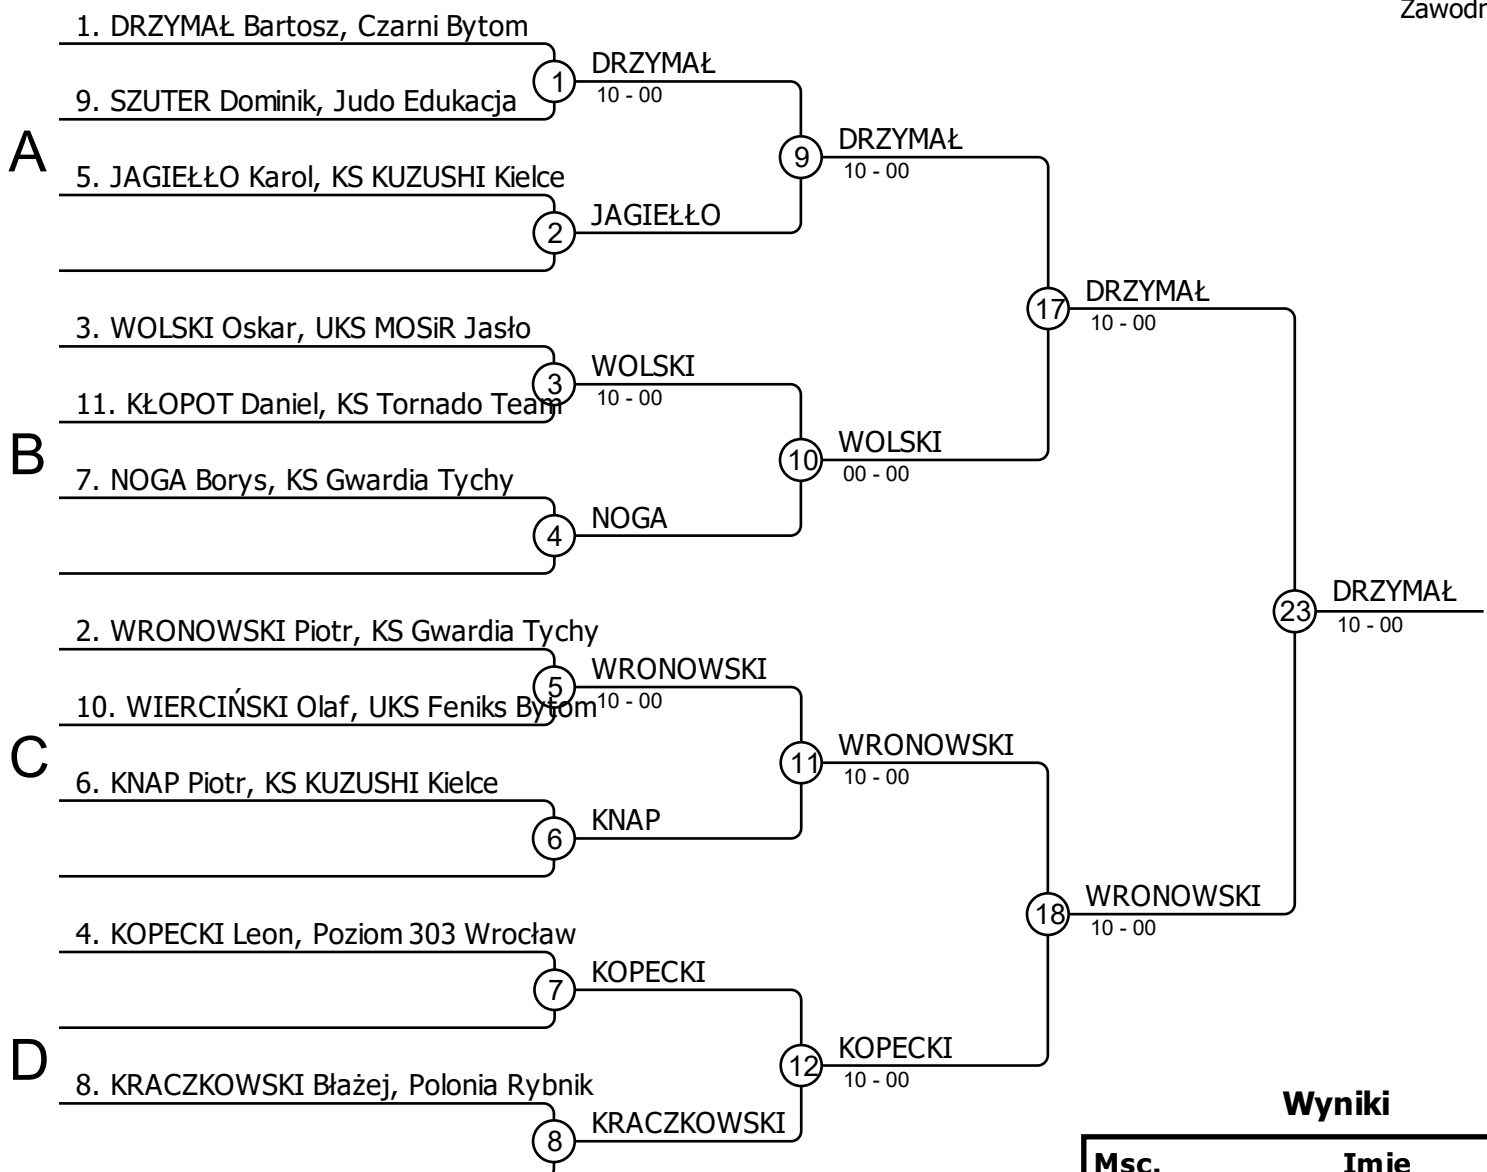 Zawodn
1. DRZYMAŁ Bartosz, Czarni Bytom
DRZYMAŁ
1
10 - 00
9. SZUTER Dominik, Judo Edukacja
A
DRZYMAŁ
9
10 - 00
5. JAGIEŁŁO Karol, KS KUZUSHI Kielce
JAGIEŁŁO
2
DRZYMAŁ
17
10 - 00
3. WOLSKI Oskar, UKS MOSiR Jasło
WOLSKI
3
10 - 00
11. KŁOPOT Daniel, KS Tornado Team
B
WOLSKI
10
00 - 00
7. NOGA Borys, KS Gwardia Tychy
NOGA
4
DRZYMAŁ
23
10 - 00
2. WRONOWSKI Piotr, KS Gwardia Tychy
WRONOWSKI
5
10 - 00
10. WIERCIŃSKI Olaf, UKS Feniks Bytom
C
WRONOWSKI
11
10 - 00
6. KNAP Piotr, KS KUZUSHI Kielce
KNAP
6
WRONOWSKI
18
10 - 00
4. KOPECKI Leon, Poziom 303 Wrocław
KOPECKI
7
D
KOPECKI
12
10 - 00
8. KRACZKOWSKI Błażej, Polonia Rybnik
KRACZKOWSKI
8
Wyniki
Msc. Imię